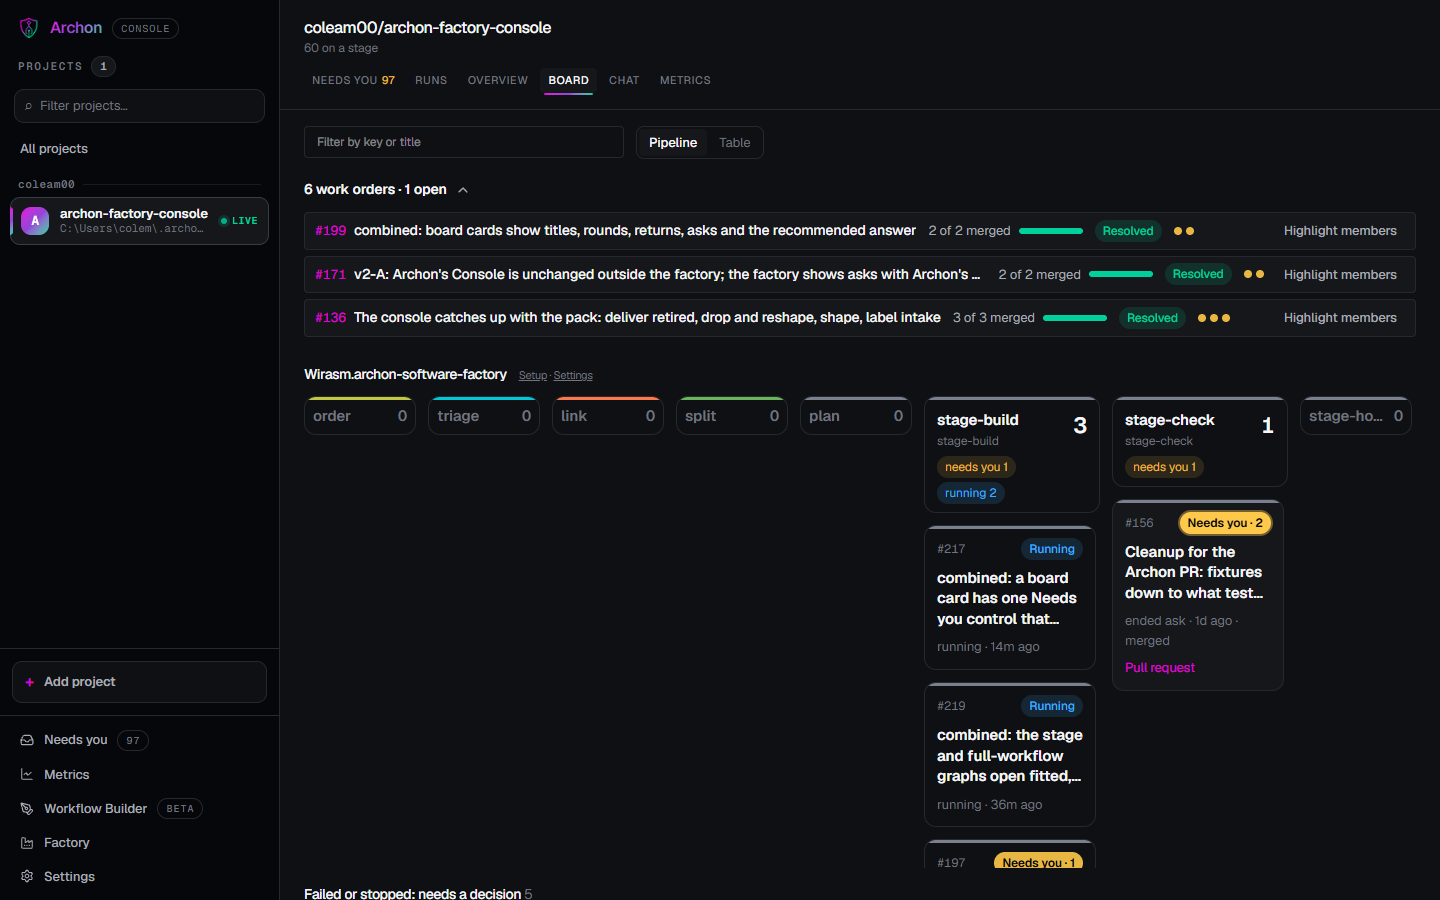 Archon CONSOLE
PROJECTS 1
Filter projects...
All projects
coleam00
A archon-factory-console LIVE
C:\Users\colem\.archo…
+ Add project
Needs you 97
Metrics
Workflow Builder BETA
Factory
Settings
coleam00/archon-factory-console
60 on a stage
NEEDS YOU 97 RUNS OVERVIEW BOARD CHAT METRICS
Filter by key or title Pipeline Table
6 work orders · 1 open
#199 combined: board cards show titles, rounds, returns, asks and the recommended answer 2 of 2 merged Resolved Highlight members
#171 v2-A: Archon's Console is unchanged outside the factory; the factory shows asks with Archon's ... 2 of 2 merged Resolved Highlight members
#136 The console catches up with the pack: deliver retired, drop and reshape, shape, label intake 3 of 3 merged Resolved Highlight members
Wirasm.archon-software-factory Setup · Settings
order 0
triage 0
link 0
split 0
plan 0
stage-build 3
stage-build
needs you 1
running 2
#217 Running
combined: a board
card has one Needs
you control that...
running · 14m ago
#219 Running
combined: the stage
and full-workflow
graphs open fitted,...
running · 36m ago
#197 Needs you · 1
stage-check 1
stage-check
needs you 1
#156 Needs you · 2
Cleanup for the
Archon PR: fixtures
down to what test...
ended ask · 1d ago ·
merged
Pull request
stage-ho... 0
Failed or stopped: needs a decision 5